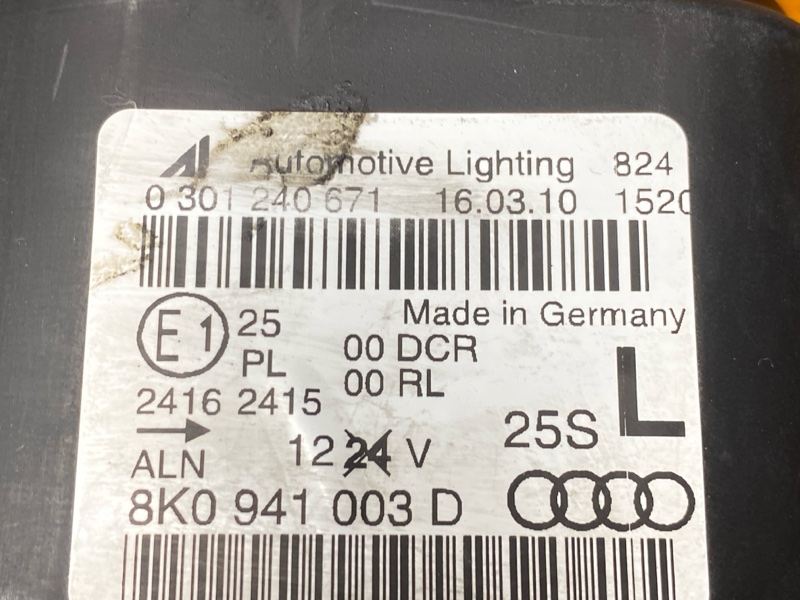 Al Automotive Lighting 824
0 301 240 671 16.03.10 1520
Made in Germany
E1 25
PL
00 DCR
00 RL
2416 2415
L
25S
12 24 V
ALN
8K0 941 003 D